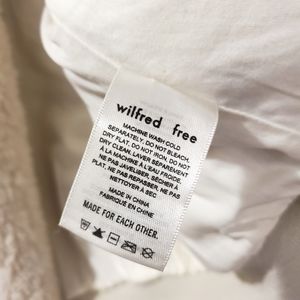 wilfred free
MACHINE WASH COLD
SEPARATELY, DO NOT BLEACH,
DRY FLAT, DO NOT IRON, DO NOT
DRY CLEAN, LAVER SÉPARÉMENT
À LA MACHINE À L'EAU FROIDE,
NE PAS JAVELISER, SÉCHER À
PLAT, NE PAS REPASSER, NE PAS
NETTOYER À SEC
MADE IN CHINA
FABRIQUÉ EN CHINE
MADE FOR EACH OTHER.